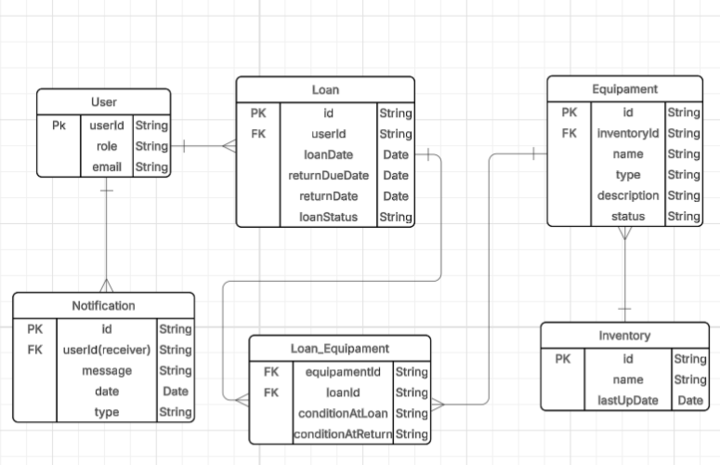 User
Pk userId String
role String
email String
Loan
PK id String
FK userId String
loanDate Date
returnDueDate Date
returnDate Date
loanStatus String
Equipament
PK id String
FK inventoryId String
name String
type String
description String
status String
Notification
PK id String
FK userId(receiver) String
message String
date Date
type String
Loan_Equipament
FK equipamentId String
FK loanId String
conditionAtLoan String
conditionAtReturn String
Inventory
PK id String
name String
lastUpDate Date